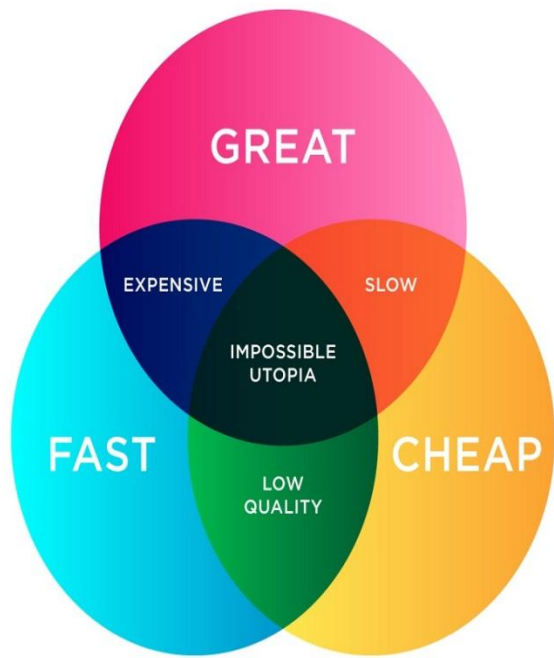 GREAT
EXPENSIVE
SLOW
IMPOSSIBLE
UTOPIA
FAST
CHEAP
LOW
QUALITY